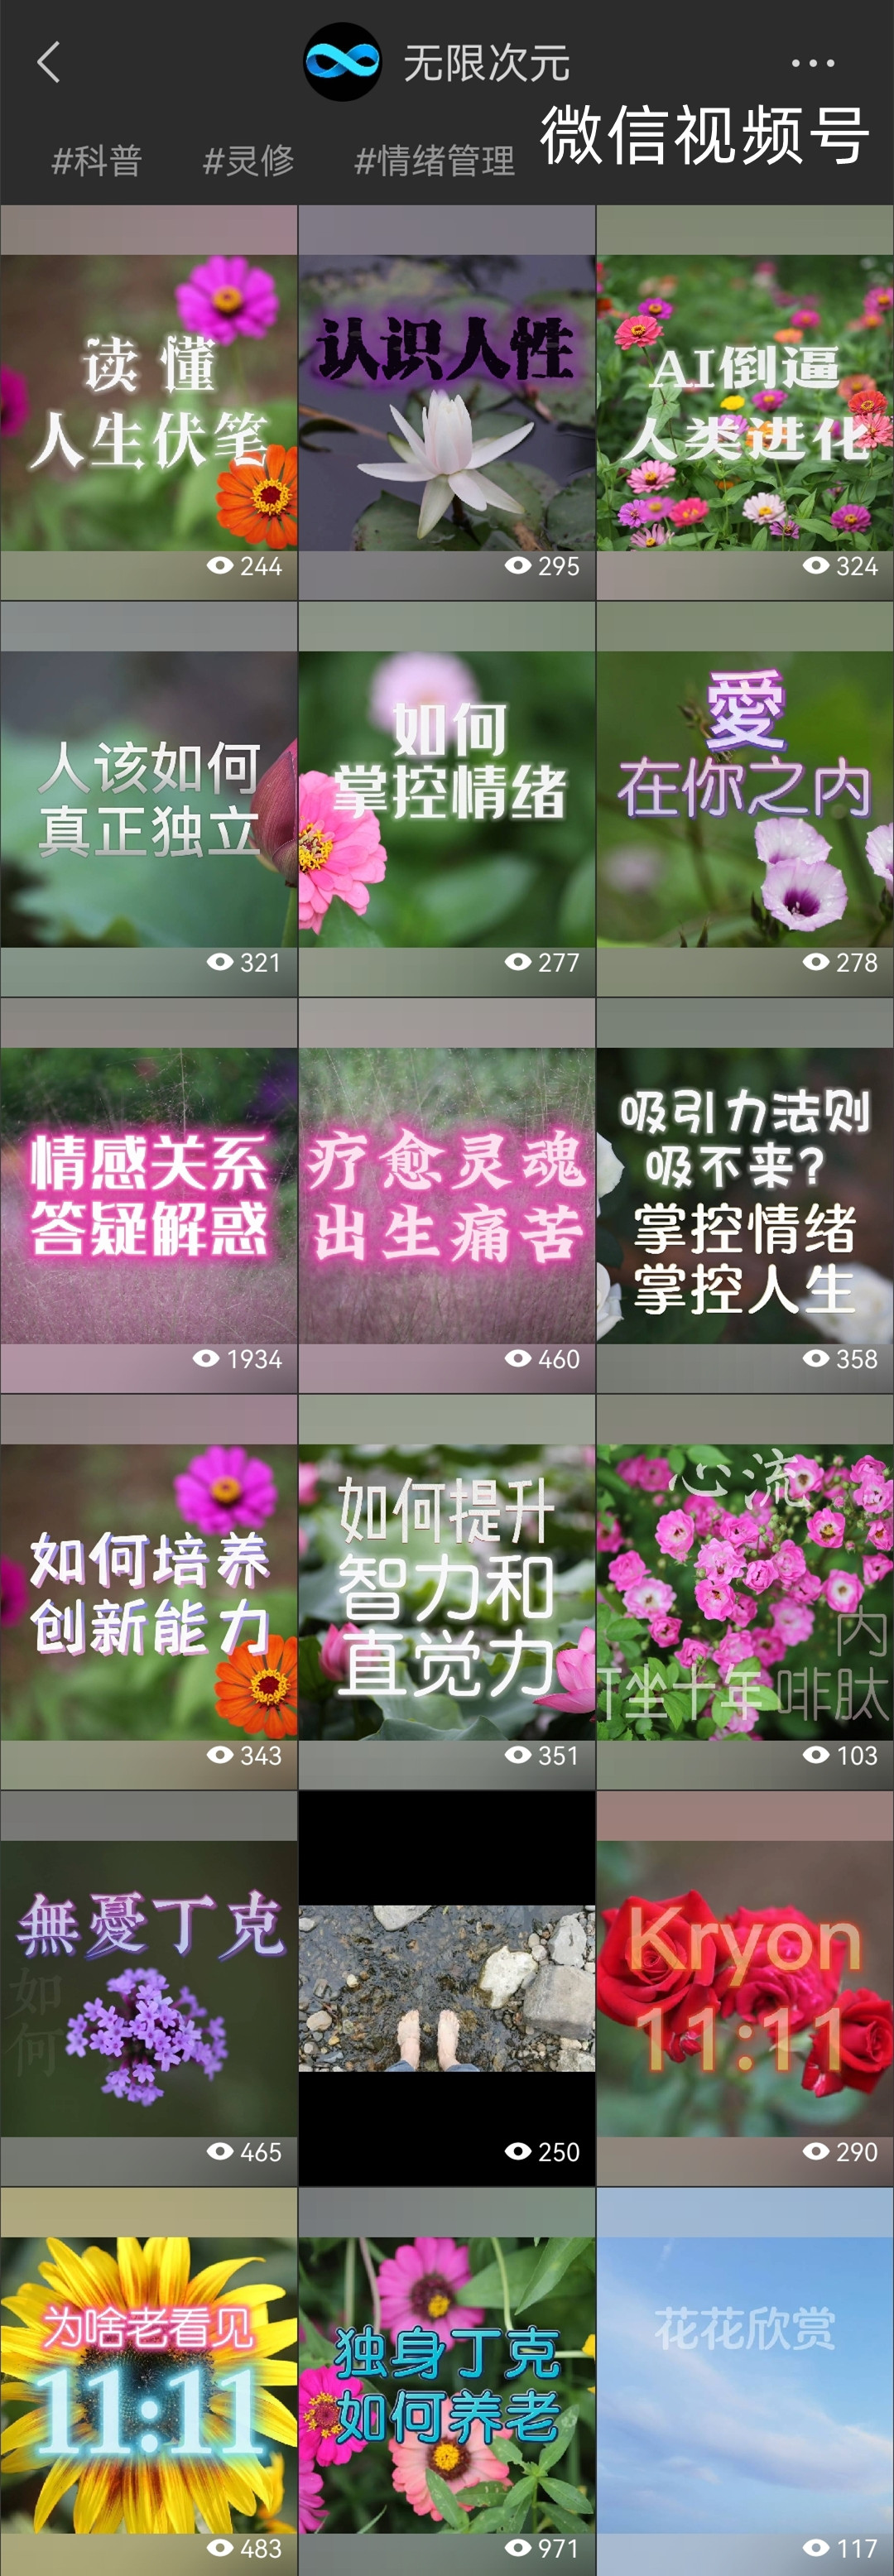 无限次元
微信视频号
#科普 #灵修 #情绪管理
读懂
人生伏笔
244
认识人性
295
AI倒逼
人类进化
324
人该如何
真正独立
321
如何
掌控情绪
277
愛
在你之内
278
情感关系
答疑解惑
1934
疗愈灵魂
出生痛苦
460
吸引力法则
吸不来?
掌控情绪
掌控人生
358
如何培养
创新能力
343
如何提升
智力和
直觉力
351
心流
内
坐十年 啡肽
103
無憂丁克
如
何
465
250
Kryon
11:11
290
为啥老看见
11:11
483
独身丁克
如何养老
971
花花欣赏
117